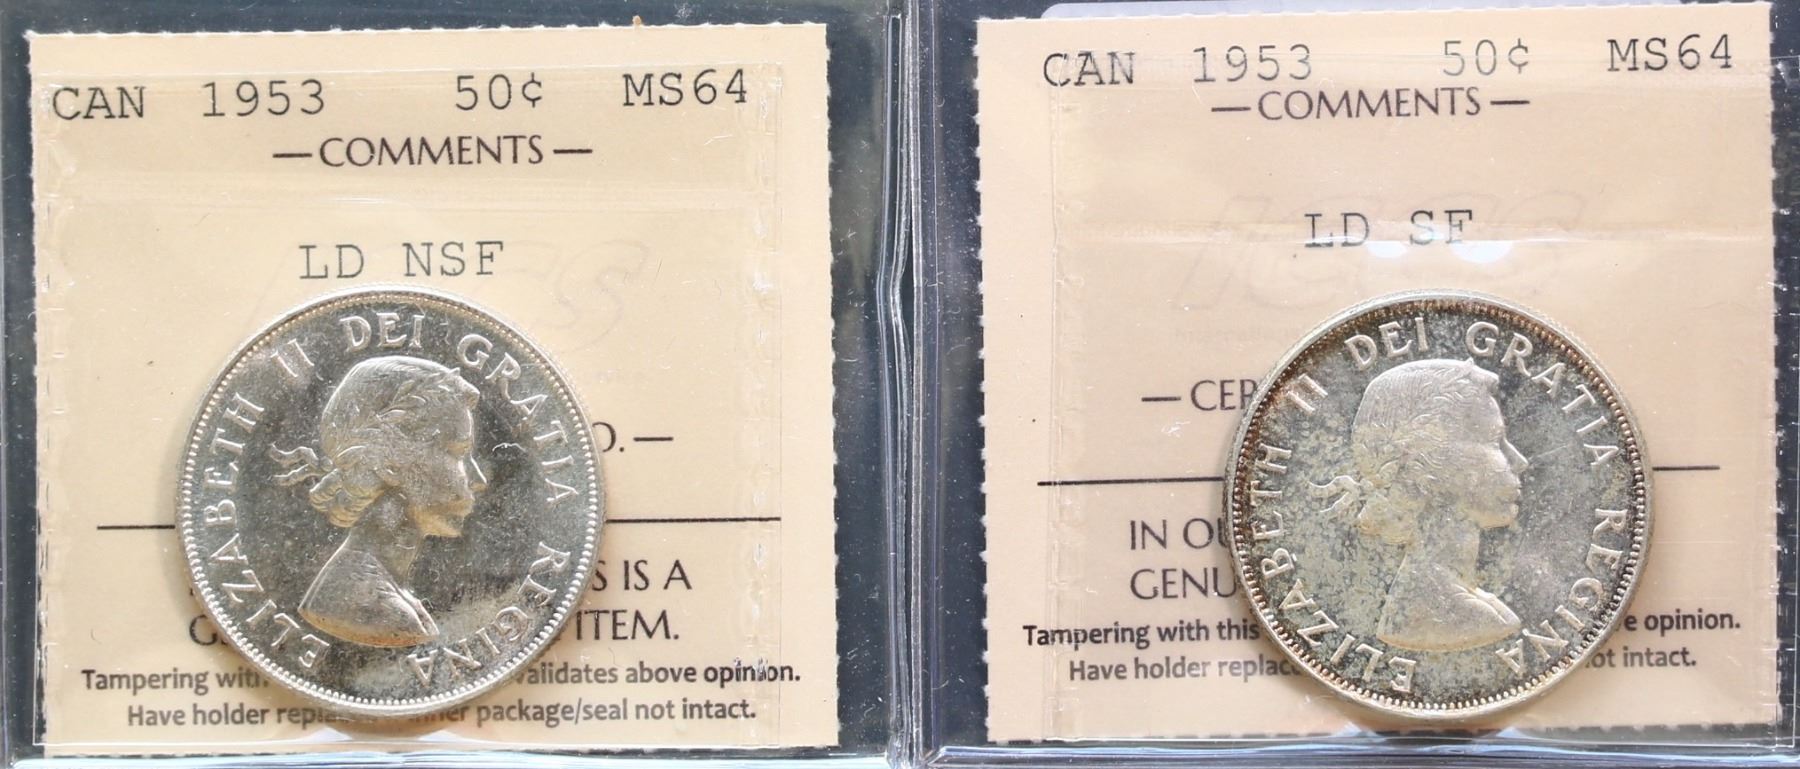 CAN 1953 50¢ MS64
—COMMENTS—
LD NSF
ELIZABETH II DEI GRATIA REGINA
O.—
S IS A
G ITEM.
Tampering with validates above opinion.
Have holder inner package/seal not intact.
CAN 1953 50¢ MS64
—COMMENTS—
LD SF
ICCS
ELIZABETH II DEI GRATIA REGINA
— CER
IN OU
GENU
Tampering with this e opinion.
Have holder replac ot intact.